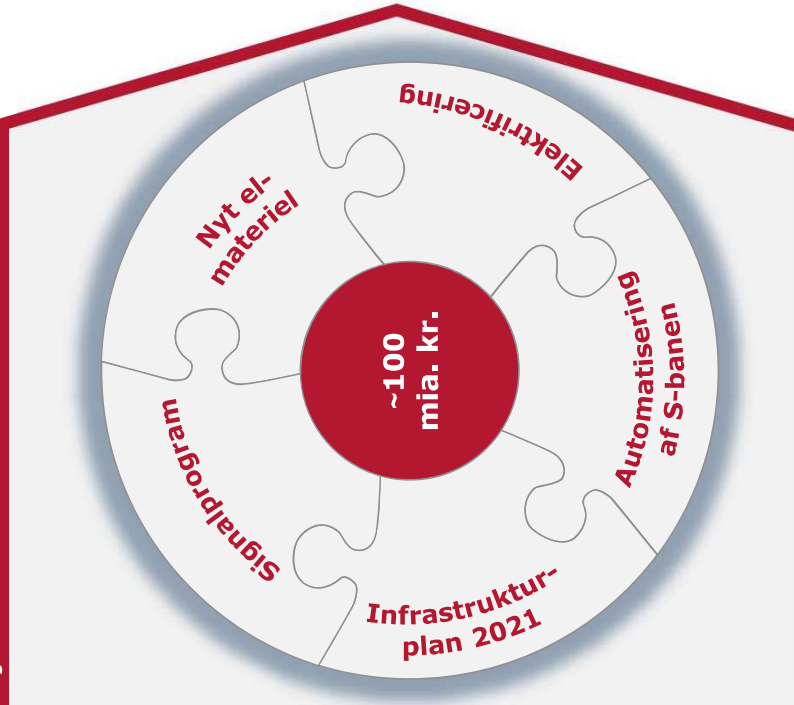 Elektrificering
Nyt el-
materiel
Automatisering
af S-banen
~100
mia. kr.
Signalprogram
Infrastruktur-
plan 2021